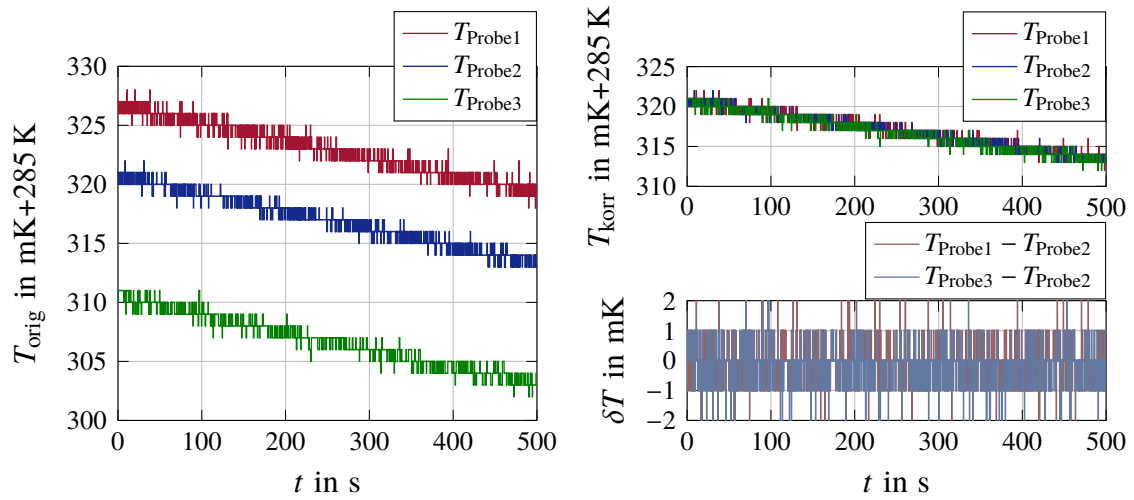 T_Probe1
T_Probe2
T_Probe3
330
325
320
315
310
305
300
0 100 200 300 400 500
T_orig in mK+285 K
t in s
T_Probe1
T_Probe2
T_Probe3
325
320
315
310
0 100 200 300 400 500
T_korr in mK+285 K
T_Probe1 − T_Probe2
T_Probe3 − T_Probe2
2
1
0
−1
−2
0 100 200 300 400 500
δT in mK
t in s